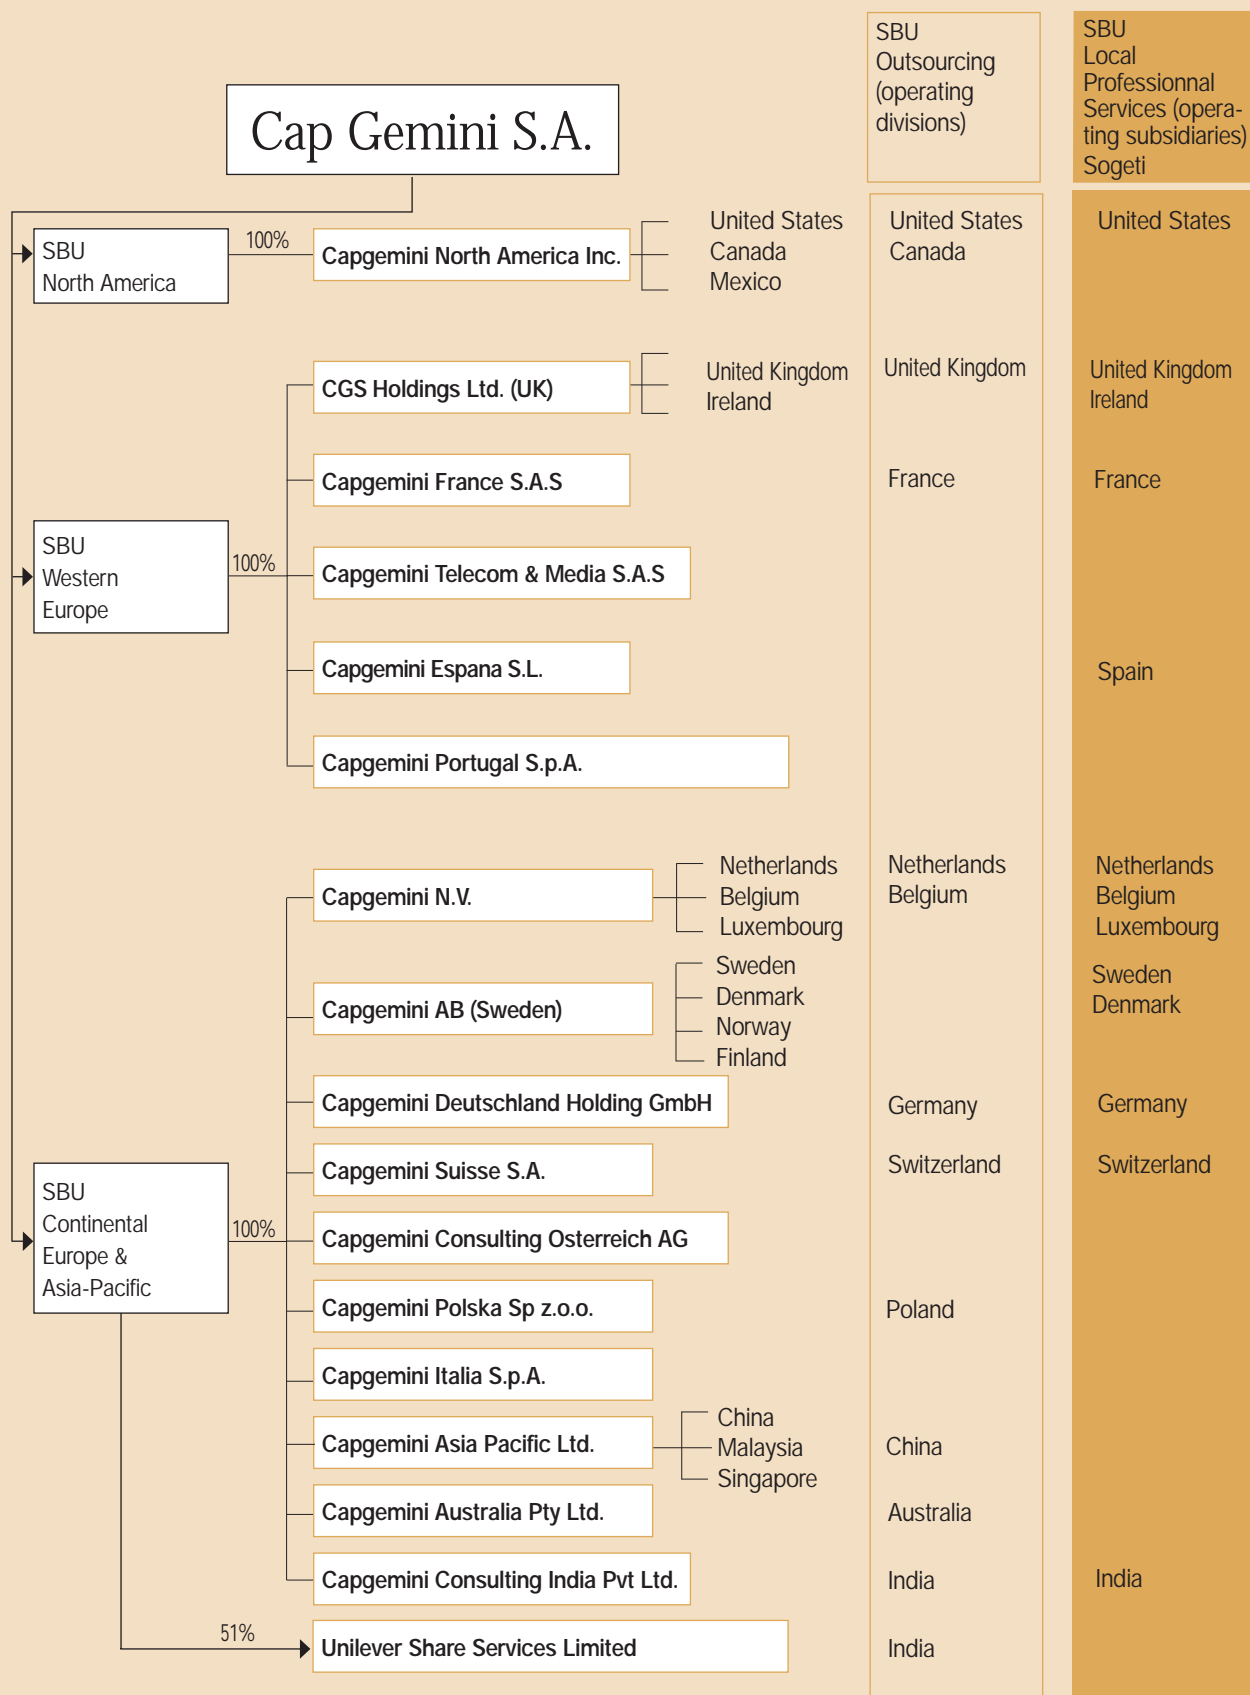 SBU
Outsourcing
(operating
divisions)
SBU
Local
Professionnal
Services (opera-
ting subsidiaries)
Sogeti
Cap Gemini S.A.
SBU
North America
100%
Capgemini North America Inc.
United States
Canada
Mexico
United States
Canada
United States
SBU
Western
Europe
100%
CGS Holdings Ltd. (UK)
United Kingdom
Ireland
United Kingdom
United Kingdom
Ireland
Capgemini France S.A.S
France
France
Capgemini Telecom & Media S.A.S
Capgemini Espana S.L.
Spain
Capgemini Portugal S.p.A.
SBU
Continental
Europe &
Asia-Pacific
100%
Capgemini N.V.
Netherlands
Belgium
Luxembourg
Netherlands
Belgium
Netherlands
Belgium
Luxembourg
Capgemini AB (Sweden)
Sweden
Denmark
Norway
Finland
Sweden
Denmark
Capgemini Deutschland Holding GmbH
Germany
Germany
Capgemini Suisse S.A.
Switzerland
Switzerland
Capgemini Consulting Osterreich AG
Capgemini Polska Sp z.o.o.
Poland
Capgemini Italia S.p.A.
Capgemini Asia Pacific Ltd.
China
Malaysia
Singapore
China
Capgemini Australia Pty Ltd.
Australia
Capgemini Consulting India Pvt Ltd.
India
India
51%
Unilever Share Services Limited
India